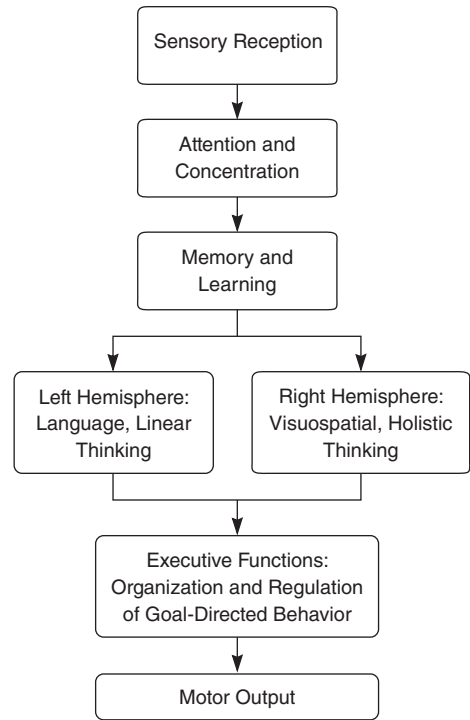 Sensory Reception
Attention and
Concentration
Memory and
Learning
Left Hemisphere:
Language, Linear
Thinking
Right Hemisphere:
Visuospatial, Holistic
Thinking
Executive Functions:
Organization and Regulation
of Goal-Directed Behavior
Motor Output